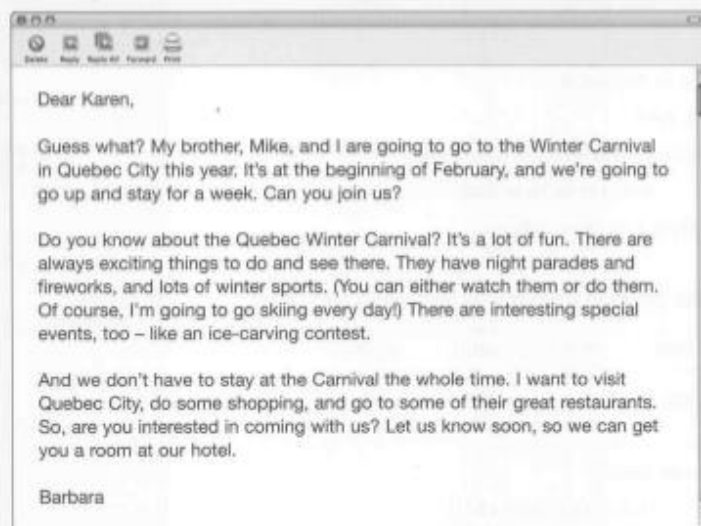 Delete Reply Reply All Forward Print
Dear Karen,
Guess what? My brother, Mike, and I are going to go to the Winter Carnival
in Quebec City this year. It's at the beginning of February, and we're going to
go up and stay for a week. Can you join us?
Do you know about the Quebec Winter Carnival? It's a lot of fun. There are
always exciting things to do and see there. They have night parades and
fireworks, and lots of winter sports. (You can either watch them or do them.
Of course, I'm going to go skiing every day!) There are interesting special
events, too – like an ice-carving contest.
And we don't have to stay at the Carnival the whole time. I want to visit
Quebec City, do some shopping, and go to some of their great restaurants.
So, are you interested in coming with us? Let us know soon, so we can get
you a room at our hotel.
Barbara